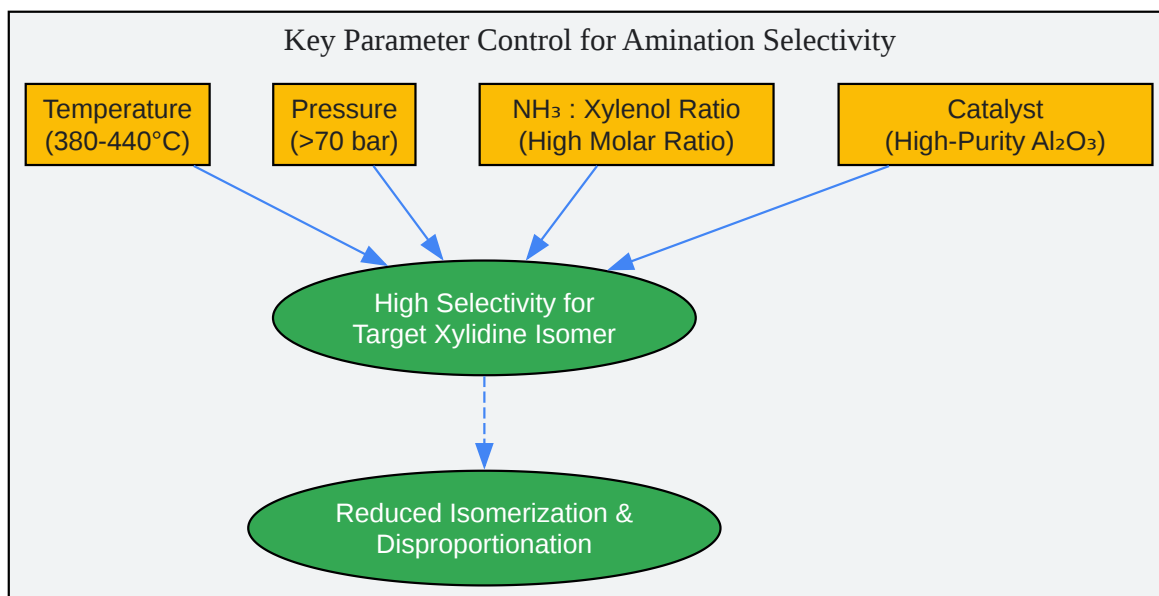 Key Parameter Control for Amination Selectivity
Temperature
(380-440°C)
Pressure
(>70 bar)
NH₃ : Xylenol Ratio
(High Molar Ratio)
Catalyst
(High-Purity Al₂O₃)
High Selectivity for
Target Xylidine Isomer
Reduced Isomerization &
Disproportionation